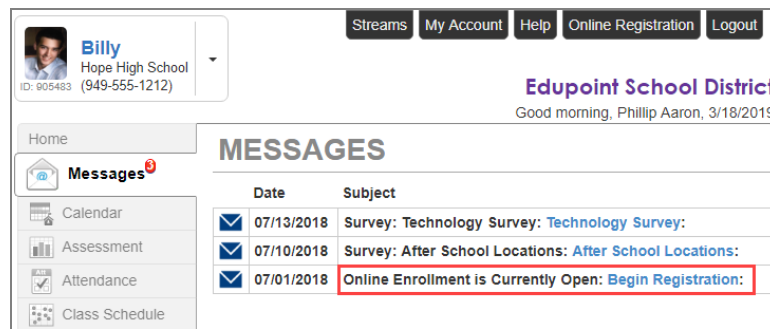 Streams My Account Help Online Registration Logout
Billy
Hope High School
ID: 905483 (949-555-1212)
Edupoint School District
Good morning, Phillip Aaron, 3/18/2019
Home
Messages 3
Calendar
Assessment
Attendance
Class Schedule
MESSAGES
Date Subject
07/13/2018 Survey: Technology Survey: Technology Survey:
07/10/2018 Survey: After School Locations: After School Locations:
07/01/2018 Online Enrollment is Currently Open: Begin Registration: